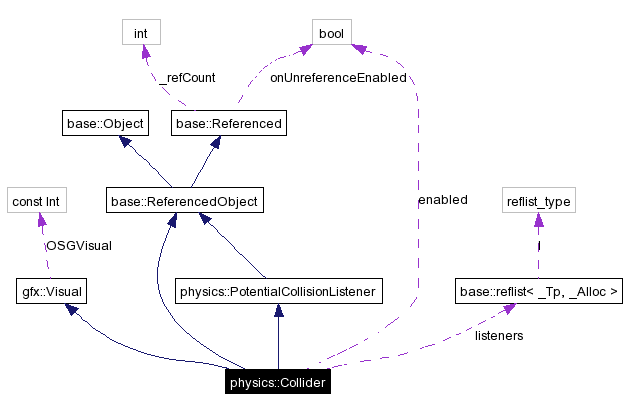 int
bool
_refCount
onUnreferenceEnabled
base::Object
base::Referenced
const Int
base::ReferencedObject
enabled
reflist_type
OSGVisual
l
gfx::Visual
physics::PotentialCollisionListener
base::reflist< _Tp, _Alloc >
listeners
physics::Collider